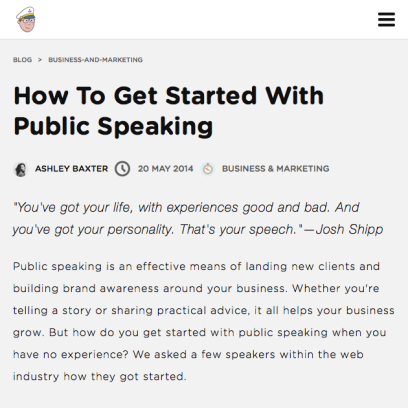 BLOG > BUSINESS-AND-MARKETING
How To Get Started With
Public Speaking
ASHLEY BAXTER 20 MAY 2014 BUSINESS & MARKETING
"You've got your life, with experiences good and bad. And
you've got your personality. That's your speech."—Josh Shipp
Public speaking is an effective means of landing new clients and
building brand awareness around your business. Whether you're
telling a story or sharing practical advice, it all helps your business
grow. But how do you get started with public speaking when you
have no experience? We asked a few speakers within the web
industry how they got started.